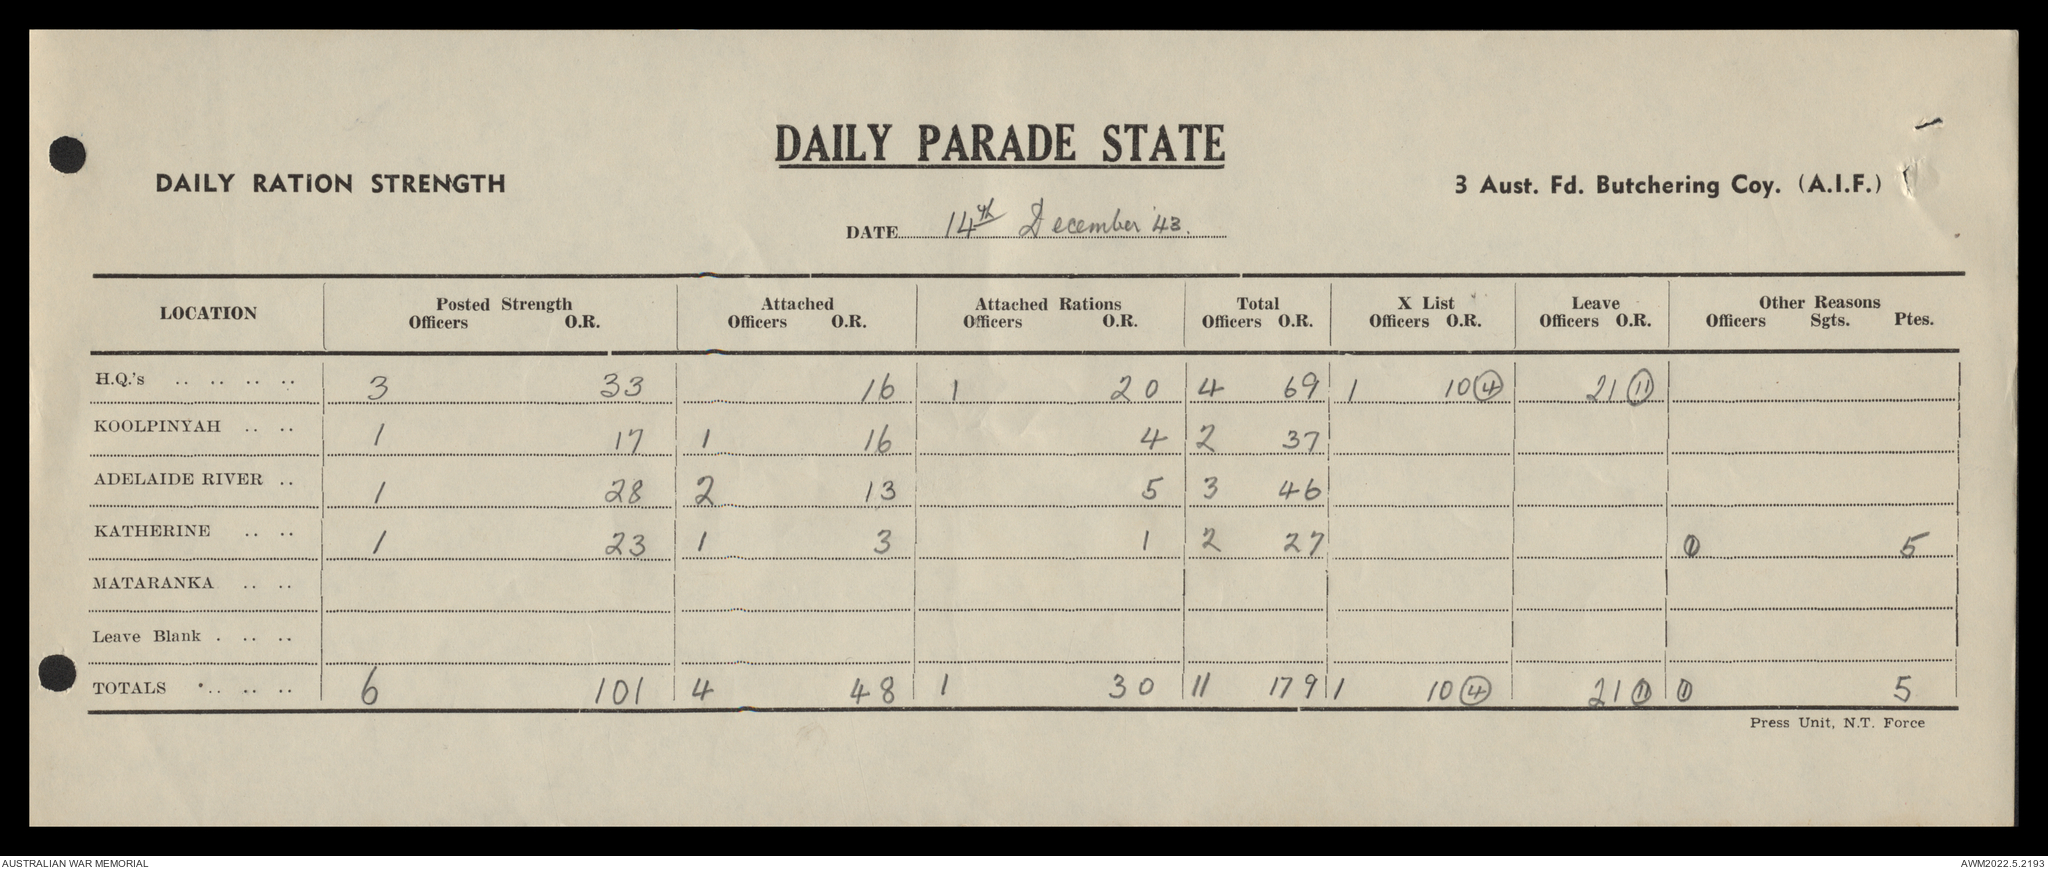 DAILY PARADE STATE
DAILY RATION STRENGTH
3 Aust. Fd. Butchering Coy. (A.I.F.)
DATE 14th December '43.
LOCATION Posted Strength Attached Attached Rations Total X List Leave Other Reasons
Officers O.R. Officers O.R. Officers O.R. Officers O.R. Officers O.R. Officers O.R. Officers Sgts. Ptes.
H.Q.'s .. .. .. .. 3 33 16 1 20 4 69 1 10 (4) 21 (11)
KOOLPINYAH .. .. 1 17 1 16 4 2 37
ADELAIDE RIVER .. 1 28 2 13 5 3 46
KATHERINE .. .. 1 23 1 3 1 2 27 (1) 5
MATARANKA .. ..
Leave Blank . .. ..
TOTALS .. .. .. 6 101 4 48 1 30 11 179 1 10 (4) 21 (11) (1) 5
Press Unit, N.T. Force
AUSTRALIAN WAR MEMORIAL AWM2022.5.2193